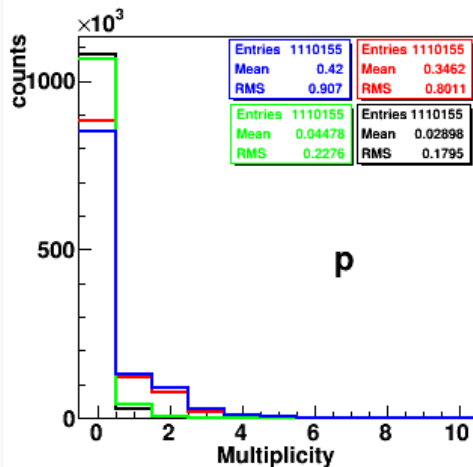 ×10³
counts
1000
500
0
Entries 1110155
Mean 0.42
RMS 0.907
Entries 1110155
Mean 0.3462
RMS 0.8011
Entries 1110155
Mean 0.04478
RMS 0.2276
Entries 1110155
Mean 0.02898
RMS 0.1795
p
0 2 4 6 8 10
Multiplicity